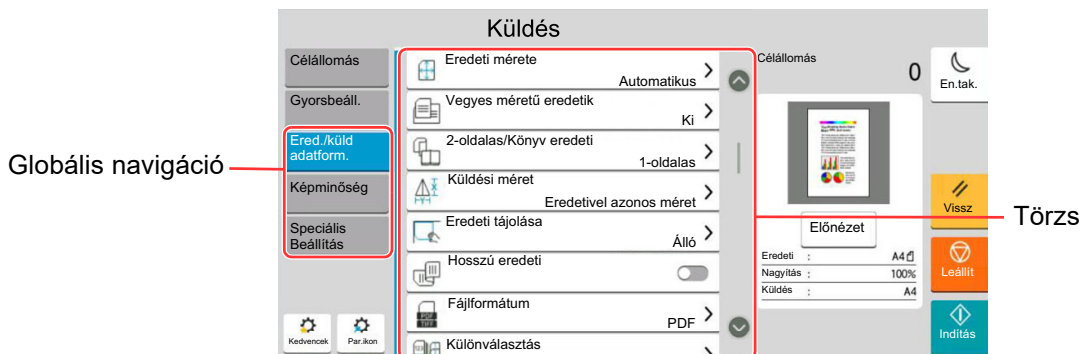 Küldés
Globális navigáció
Célállomás
Gyorsbeáll.
Ered./küld
adatform.
Képminőség
Speciális
Beállítás
Kedvencek
Par.ikon
Eredeti mérete
Automatikus
Vegyes méretű eredetik
Ki
2-oldalas/Könyv eredeti
1-oldalas
Küldési méret
Eredetivel azonos méret
Eredeti tájolása
Álló
Hosszú eredeti
Fájlformátum
PDF
TIFF
PDF
Különválasztás
Célállomás
0
Előnézet
Eredeti : A4
Nagyítás : 100%
Küldés : A4
En.tak.
Vissz
Leállít
Indítás
Törzs